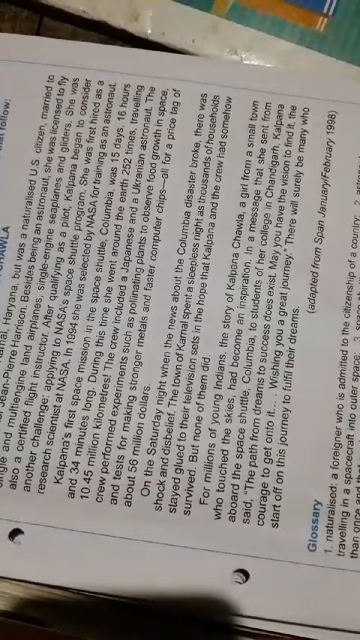 that follow:
CHAWLA
Karnal, Haryana, but was a naturalised U.S. citizen, married to
Jean-Pierre Harrison. Besides being an astronaut, she was licensed to fly
single and multiengine land airplanes, single-engine seaplanes and gliders. She was
also a certified flight instructor. After qualifying as a pilot, Kalpana began to consider
another challenge: applying to NASA's space shuttle program. She was first hired as a
research scientist at NASA. In 1994 she was selected by NASA for training as an astronaut.
Kalpana's first space mission in the space shuttle, Columbia, was 15 days, 16 hours
and 34 minutes long. During this time she went around the earth 252 times, travelling
10.45 million kilometres! The crew included a Japanese and a Ukranian astronaut. The
crew performed experiments such as pollinating plants to observe food growth in space,
and tests for making stronger metals and faster computer chips—all for a price tag of
about 56 million dollars.
On the Saturday night when the news about the Columbia disaster broke, there was
shock and disbelief. The town of Karnal spent a sleepless night as thousands of households
stayed glued to their television sets in the hope that Kalpana and the crew had somehow
survived. But none of them did.
For millions of young Indians, the story of Kalpana Chawla, a girl from a small town
who touched the skies, had become an inspiration. In a message that she sent from
aboard the space shuttle, Columbia, to students of her college in Chandigarh, Kalpana
said, "The path from dreams to success does exist. May you have the vision to find it, the
courage to get onto it.... Wishing you a great journey." There will surely be many who
start off on this journey to fulfil their dreams.
(adapted from Span January/February 1998)
Glossary
1. naturalised: a foreigner who is admitted to the citizenship of a country 2.
travelling in a spacecraft into outer space; 3.
than once